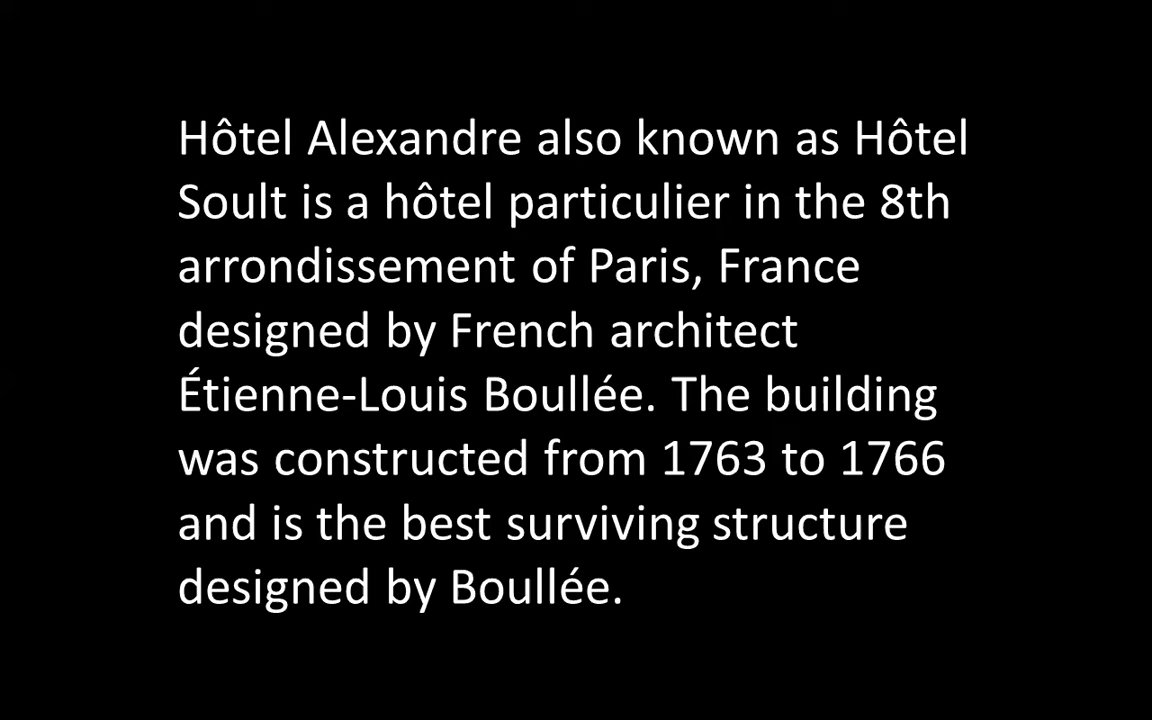 Hôtel Alexandre also known as Hôtel
Soult is a hôtel particulier in the 8th
arrondissement of Paris, France
designed by French architect
Étienne-Louis Boullée. The building
was constructed from 1763 to 1766
and is the best surviving structure
designed by Boullée.